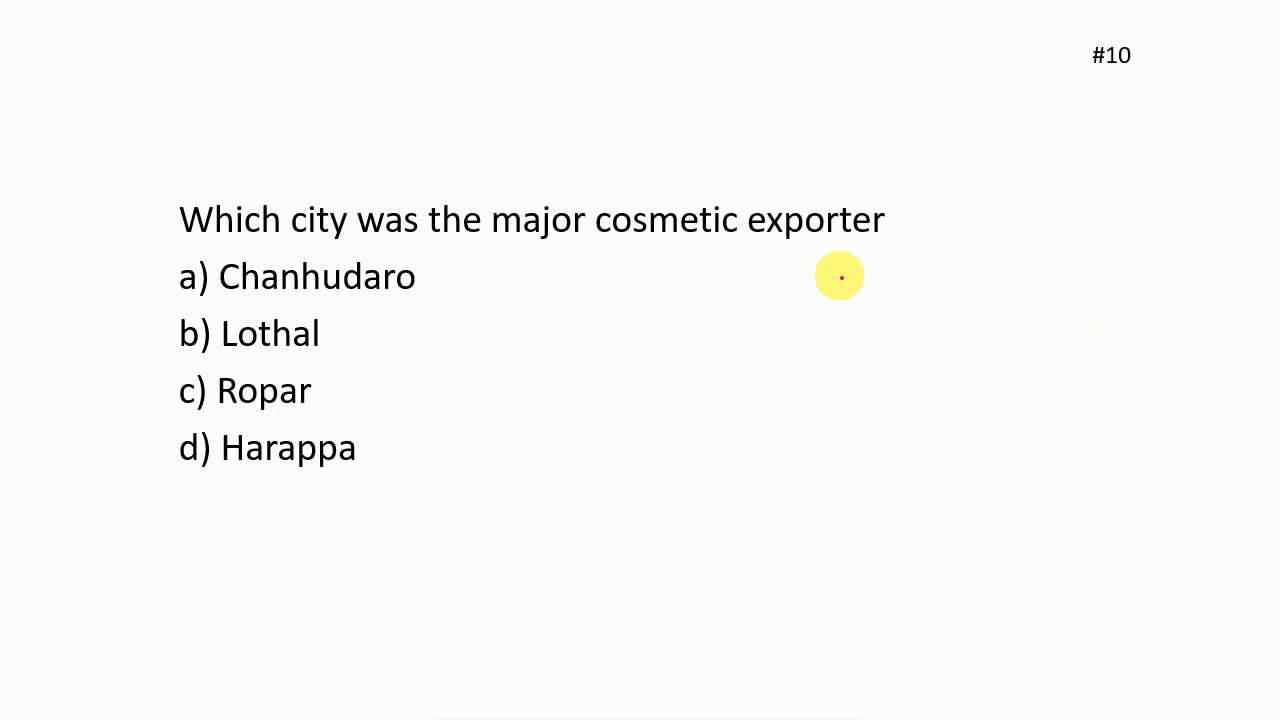 #10
Which city was the major cosmetic exporter
a) Chanhudaro
b) Lothal
c) Ropar
d) Harappa